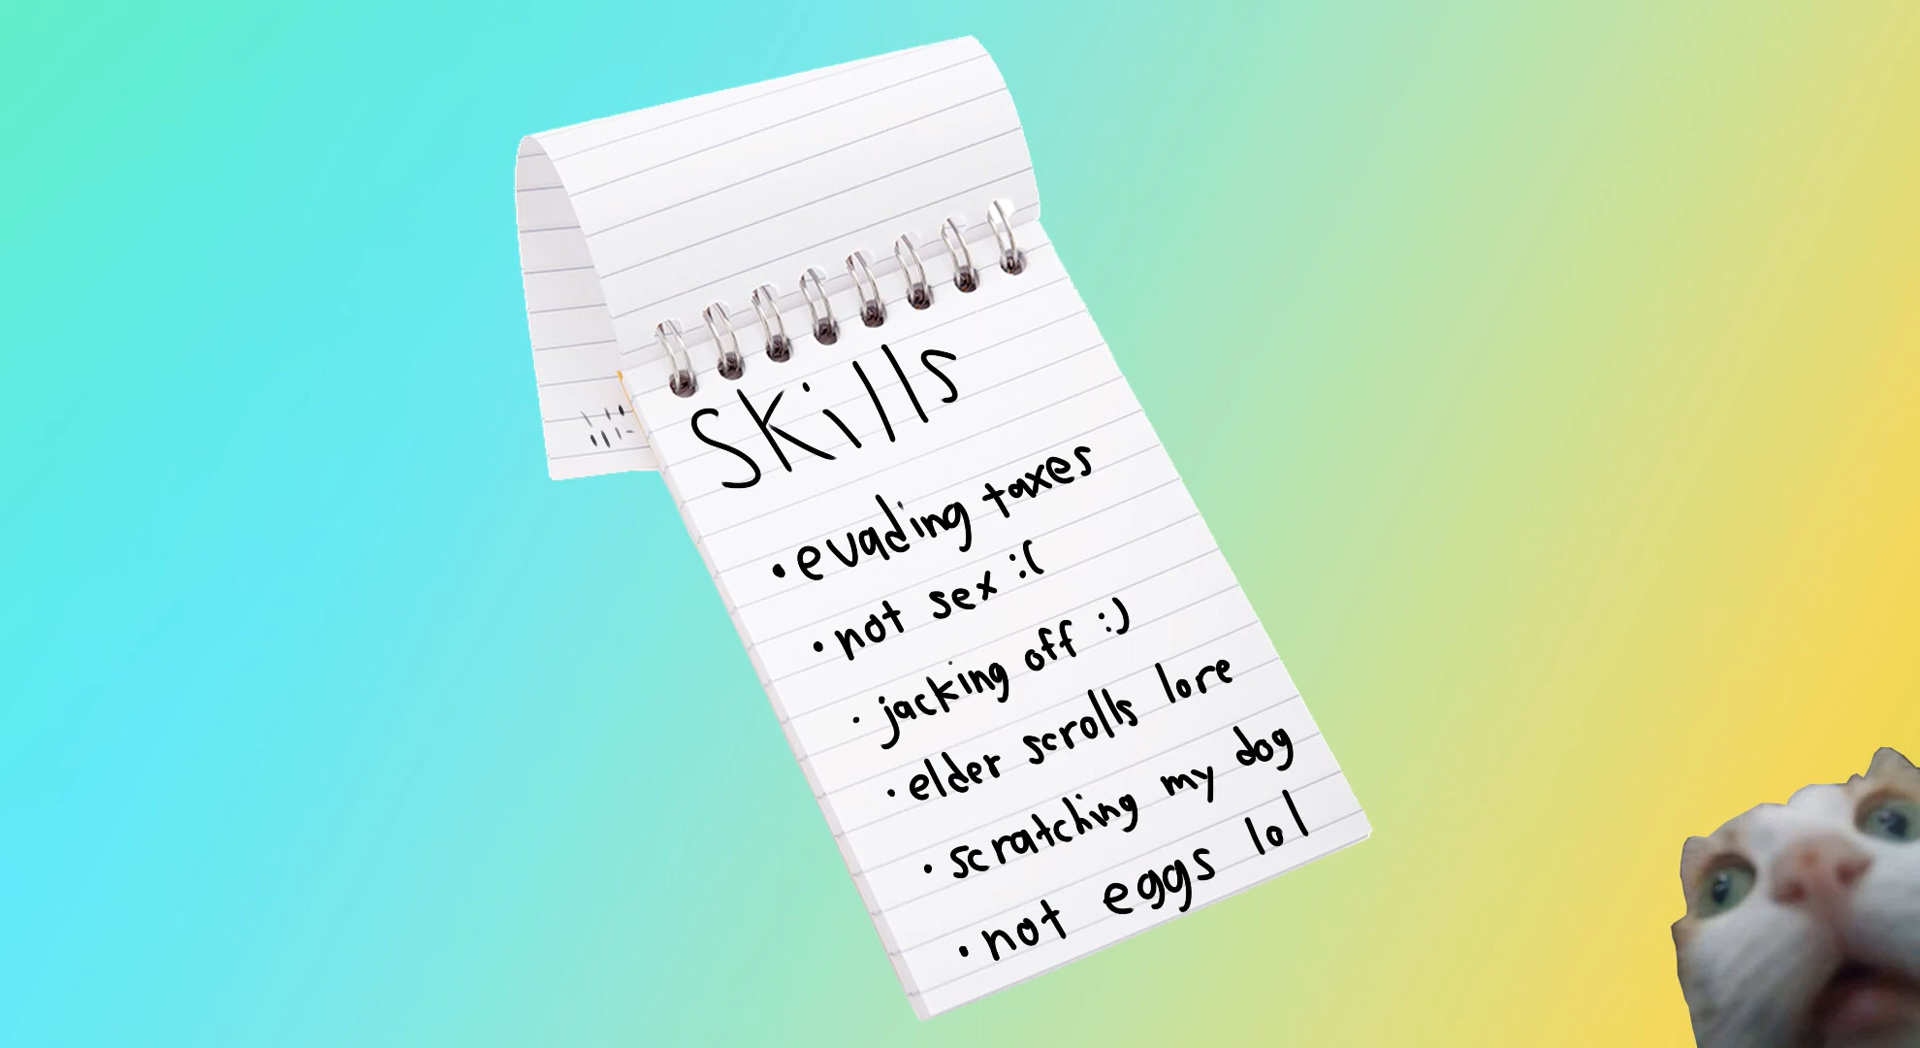 Skills
• evading taxes
• not sex :(
• jacking off :)
• elder scrolls lore
• scratching my dog
• not eggs lol